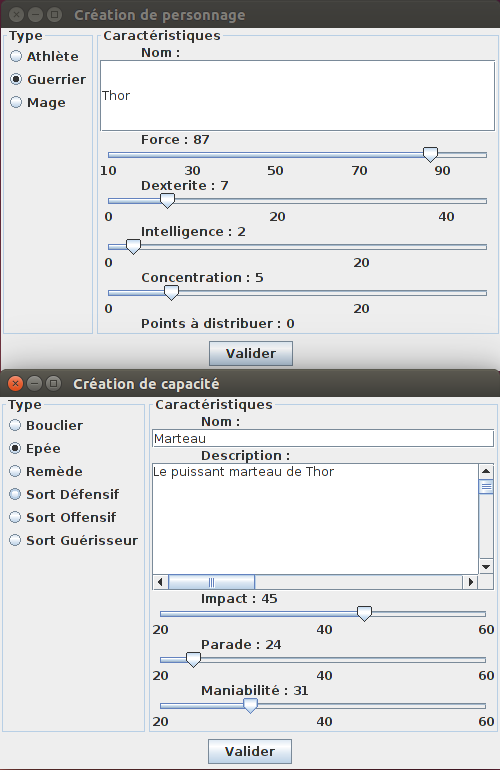 Création de personnage
Type
Athlète
Guerrier
Mage
Caractéristiques
Nom :
Thor
Force : 87
10 30 50 70 90
Dexterite : 7
0 20 40
Intelligence : 2
0 20
Concentration : 5
0 20
Points à distribuer : 0
Valider
Création de capacité
Type
Bouclier
Epée
Remède
Sort Défensif
Sort Offensif
Sort Guérisseur
Caractéristiques
Nom :
Marteau
Description :
Le puissant marteau de Thor
Impact : 45
20 40 60
Parade : 24
20 40 60
Maniabilité : 31
20 40 60
Valider